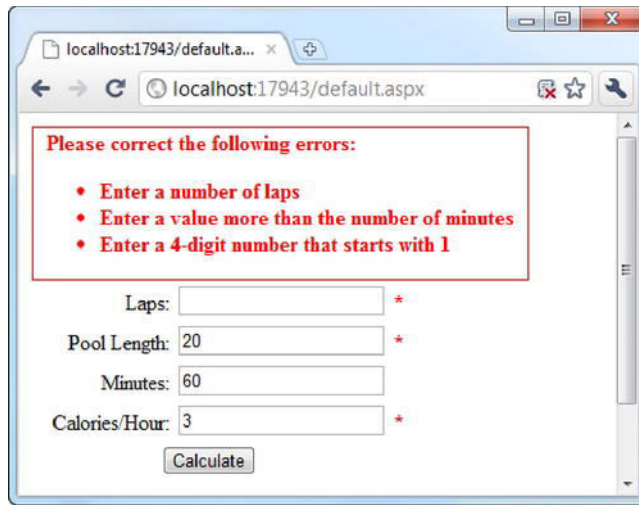 localhost:17943/default.a...
localhost:17943/default.aspx
Please correct the following errors:
• Enter a number of laps
• Enter a value more than the number of minutes
• Enter a 4-digit number that starts with 1
Laps: *
Pool Length: 20 *
Minutes: 60
Calories/Hour: 3 *
Calculate